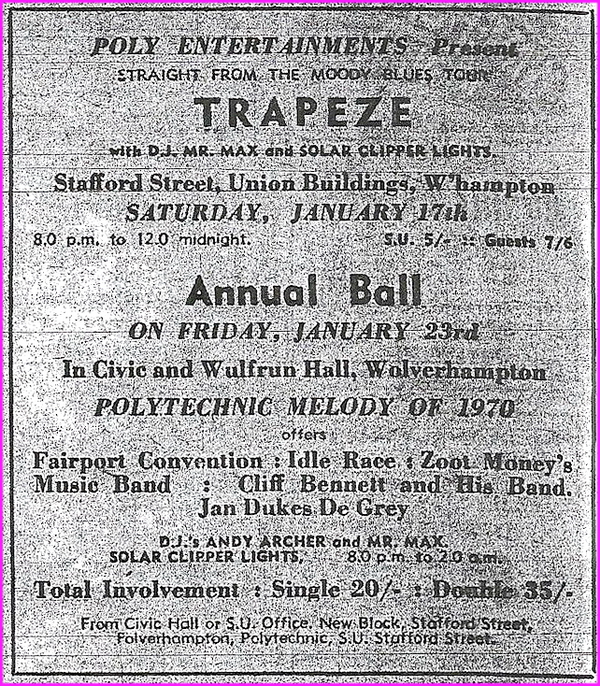 POLY ENTERTAINMENTS Present
STRAIGHT FROM THE MOODY BLUES TOUR
TRAPEZE
with D.J. MR. MAX and SOLAR CLIPPER LIGHTS.
Stafford Street, Union Buildings, W'hampton
SATURDAY, JANUARY 17th
8.0 p.m. to 12.0 midnight. S.U. 5/- :: Guests 7/6
Annual Ball
ON FRIDAY, JANUARY 23rd
In Civic and Wulfrun Hall, Wolverhampton
POLYTECHNIC MELODY OF 1970
offers
Fairport Convention : Idle Race : Zoot Money's
Music Band : Cliff Bennett and His Band.
Jan Dukes De Grey
D.J.'s ANDY ARCHER and MR. MAX.
SOLAR CLIPPER LIGHTS, 8.0 p.m. to 2.0 a.m.
Total Involvement : Single 20/- : Double 35/-
From Civic Hall or S.U. Office, New Block, Stafford Street,
Folverhampton, Polytechnic, S.U. Stafford Street.